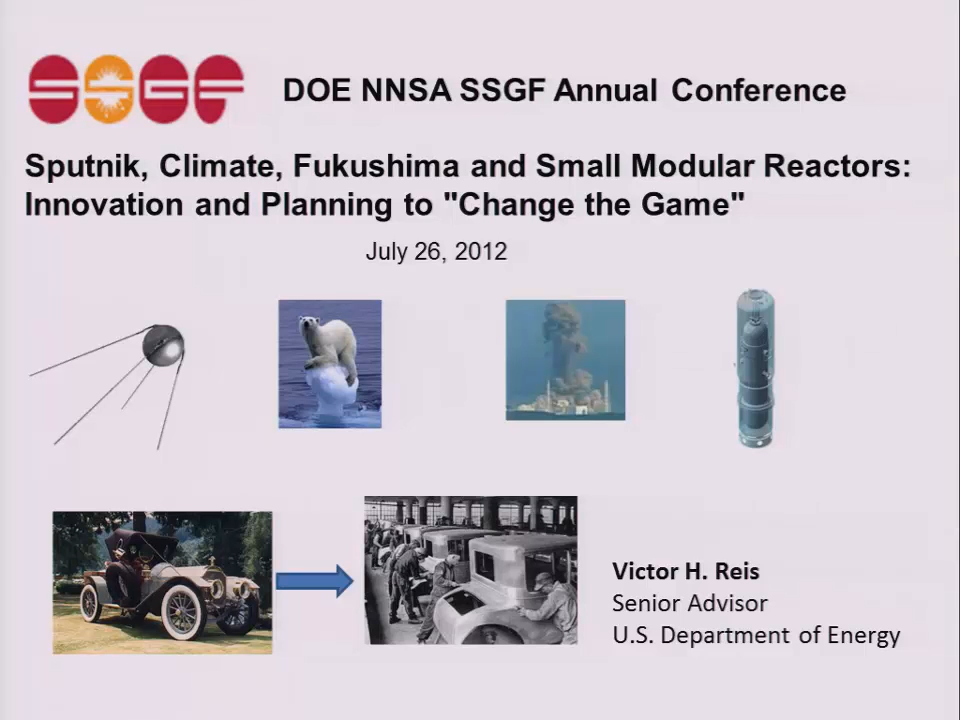 SSGF
DOE NNSA SSGF Annual Conference
Sputnik, Climate, Fukushima and Small Modular Reactors:
Innovation and Planning to "Change the Game"
July 26, 2012
Victor H. Reis
Senior Advisor
U.S. Department of Energy